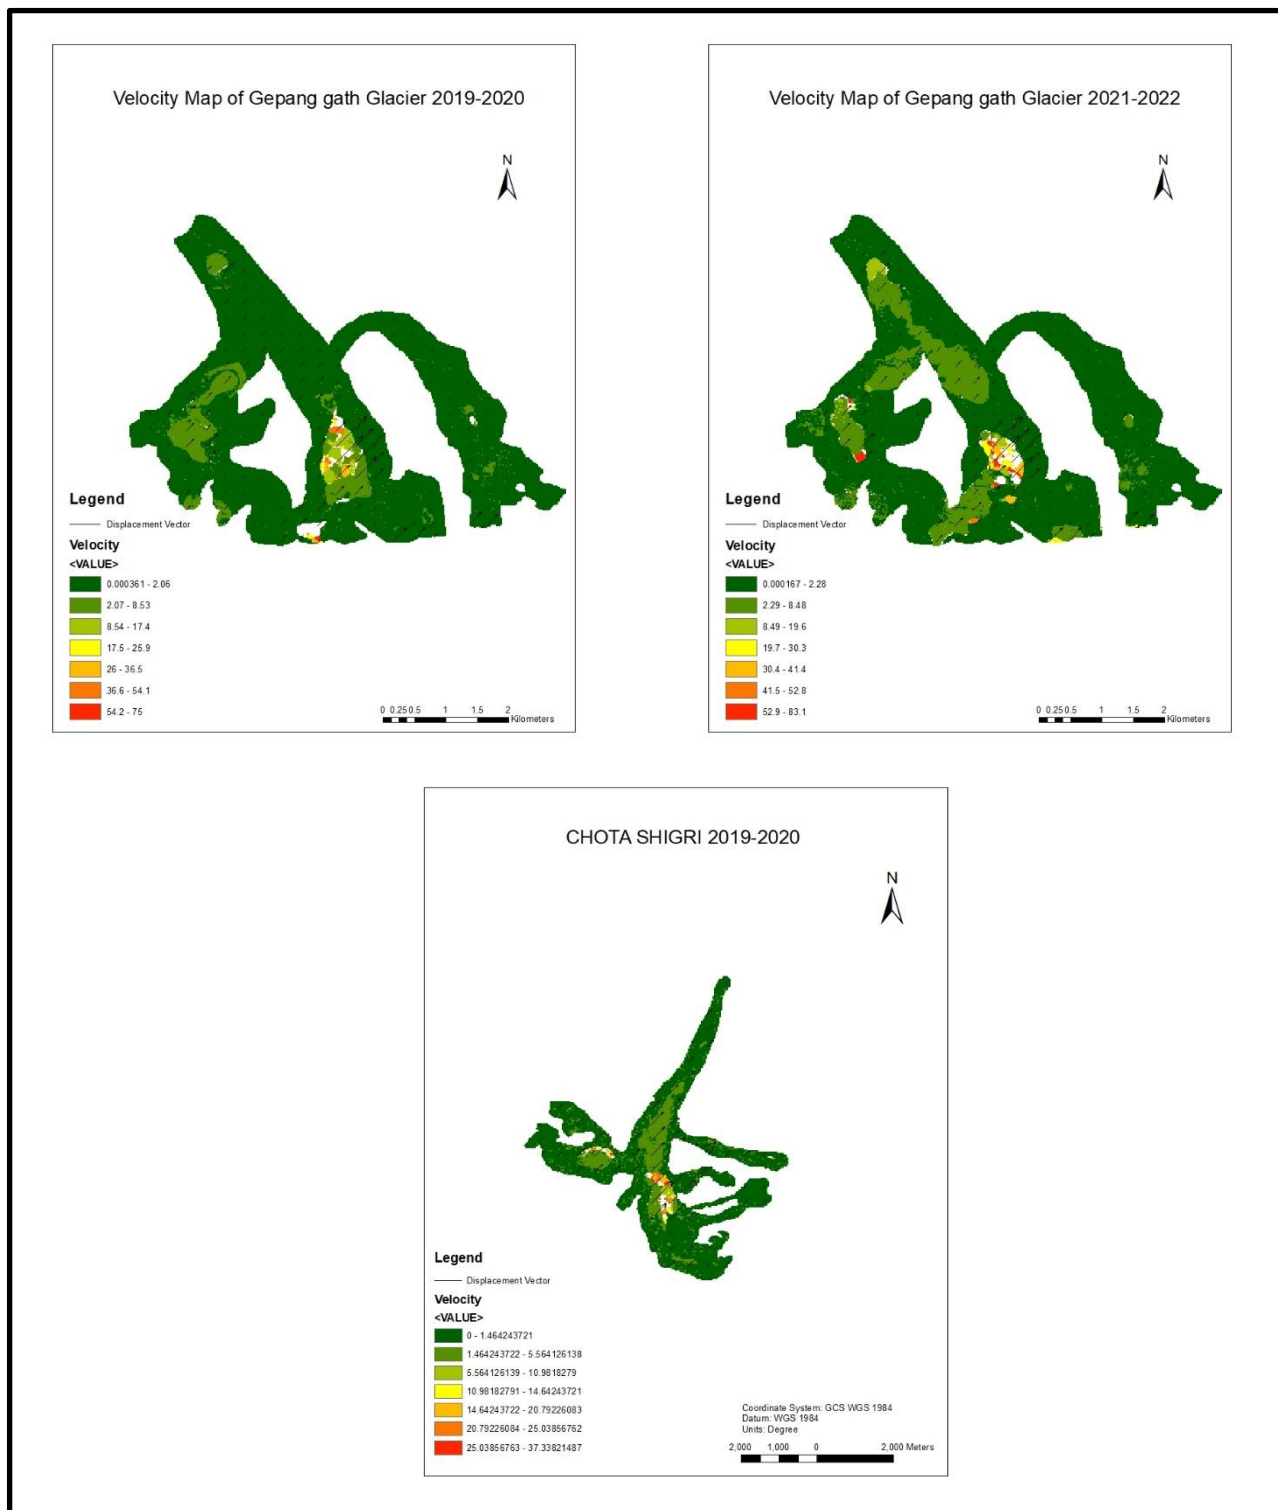 Velocity Map of Gepang gath Glacier 2019-2020
N
Legend
Displacement Vector
Velocity
<VALUE>
0.000361 - 2.06
2.07 - 8.53
8.54 - 17.4
17.5 - 25.9
26 - 36.5
36.6 - 54.1
54.2 - 75
0 0.25 0.5 1 1.5 2
Kilometers
Velocity Map of Gepang gath Glacier 2021-2022
N
Legend
Displacement Vector
Velocity
<VALUE>
0.000167 - 2.28
2.29 - 8.48
8.49 - 19.6
19.7 - 30.3
30.4 - 41.4
41.5 - 52.8
52.9 - 83.1
0 0.25 0.5 1 1.5 2
Kilometers
CHOTA SHIGRI 2019-2020
N
Legend
Displacement Vector
Velocity
<VALUE>
0 - 1.464243721
1.464243722 - 5.564126138
5.564126139 - 10.9818279
10.98182791 - 14.64243721
14.64243722 - 20.79226083
20.79226084 - 25.03856762
25.03856763 - 37.33821487
Coordinate System: GCS WGS 1984
Datum: WGS 1984
Units: Degree
2,000 1,000 0 2,000 Meters